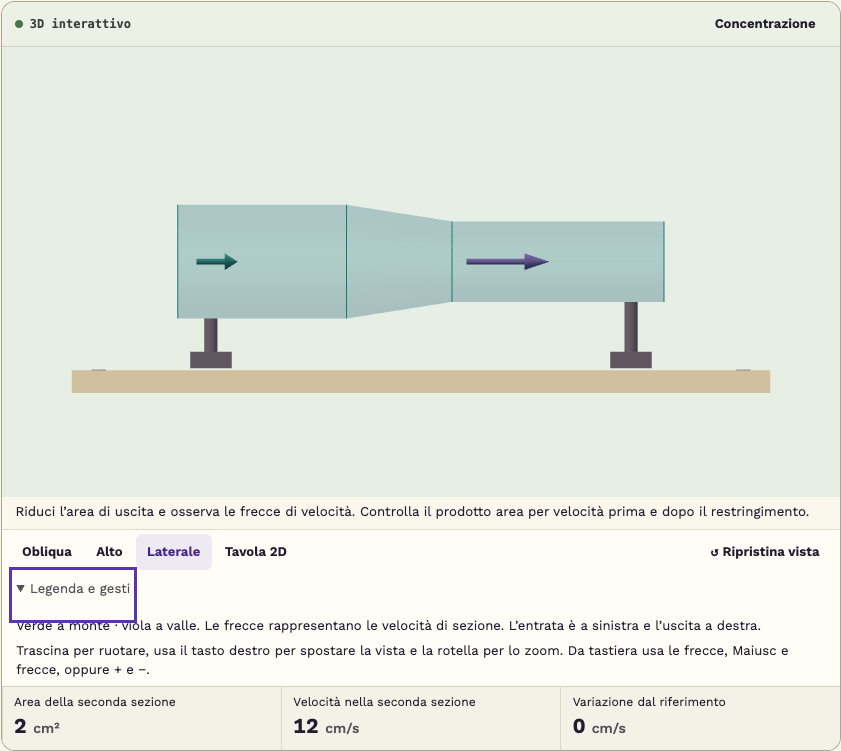 3D interattivo
Concentrazione
Riduci l’area di uscita e osserva le frecce di velocità. Controlla il prodotto area per velocità prima e dopo il restringimento.
Obliqua Alto Laterale Tavola 2D ↺ Ripristina vista
▼ Legenda e gesti
Verde a monte · viola a valle. Le frecce rappresentano le velocità di sezione. L’entrata è a sinistra e l’uscita a destra.
Trascina per ruotare, usa il tasto destro per spostare la vista e la rotella per lo zoom. Da tastiera usa le frecce, Maiusc e
frecce, oppure + e −.
Area della seconda sezione
2 cm²
Velocità nella seconda sezione
12 cm/s
Variazione dal riferimento
0 cm/s